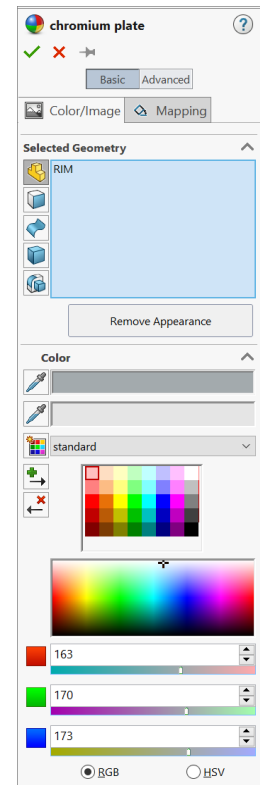 chromium plate ?
Basic Advanced
Color/Image Mapping
Selected Geometry
RIM
Remove Appearance
Color
standard
163
170
173
RGB HSV